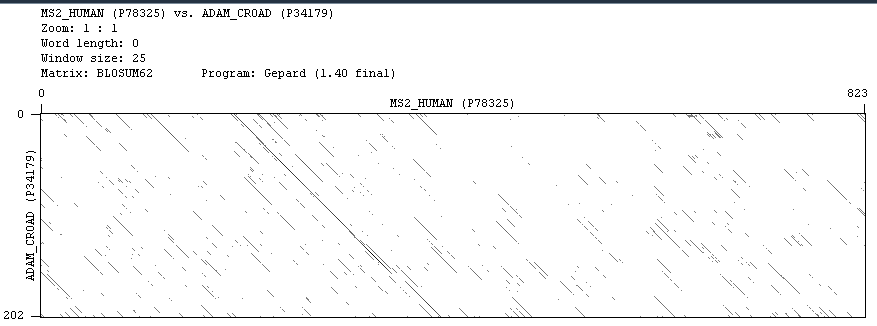 MS2_HUMAN (P78325) vs. ADAM_CROAD (P34179)
Zoom: 1 : 1
Word length: 0
Window size: 25
Matrix: BLOSUM62 Program: Gepard (1.40 final)
0 823
MS2_HUMAN (P78325)
0
ADAM_CROAD (P34179)
202